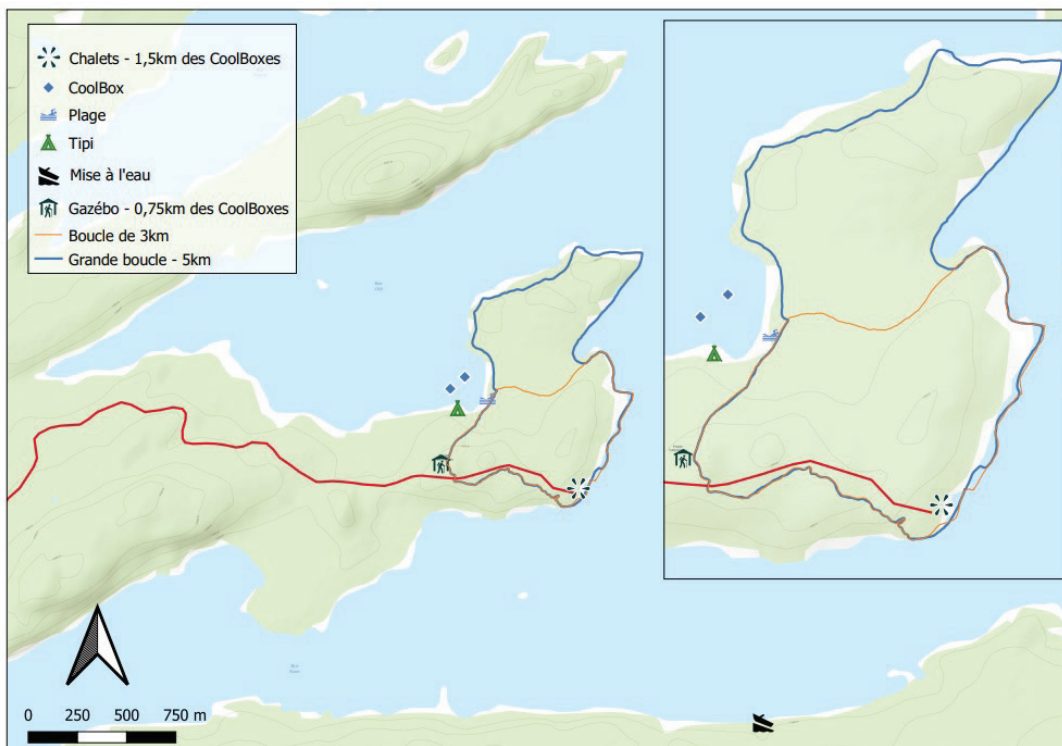 Chalets - 1,5km des CoolBoxes
CoolBox
Plage
Tipi
Mise à l'eau
Gazébo - 0,75km des CoolBoxes
Boucle de 3km
Grande boucle - 5km
0 250 500 750 m